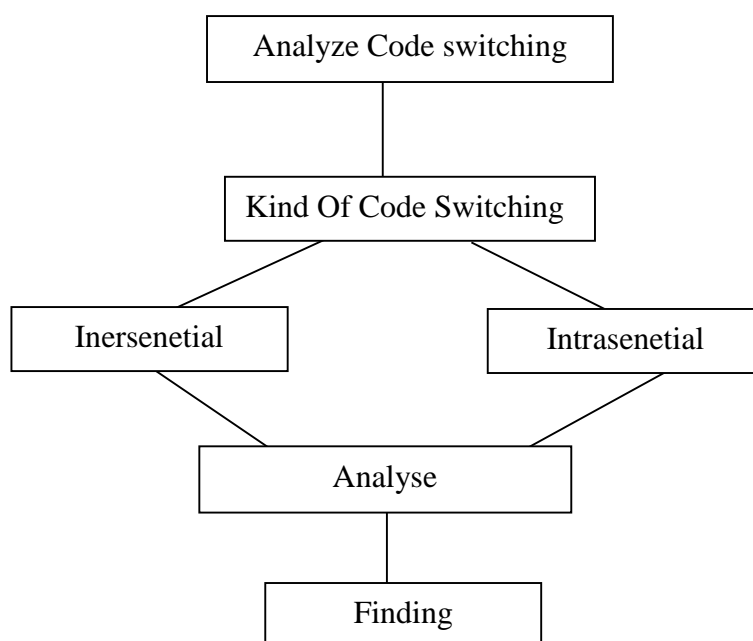 Analyze Code switching
Kind Of Code Switching
Inersenetial
Intrasenetial
Analyse
Finding